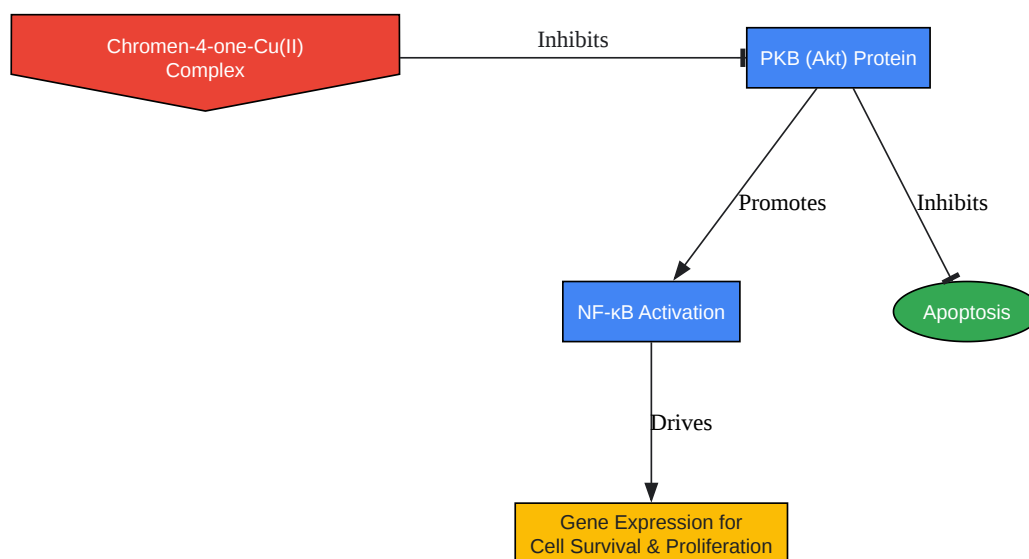 Chromen-4-one-Cu(II)
Complex
Inhibits
PKB (Akt) Protein
Promotes
Inhibits
NF-κB Activation
Apoptosis
Drives
Gene Expression for
Cell Survival & Proliferation